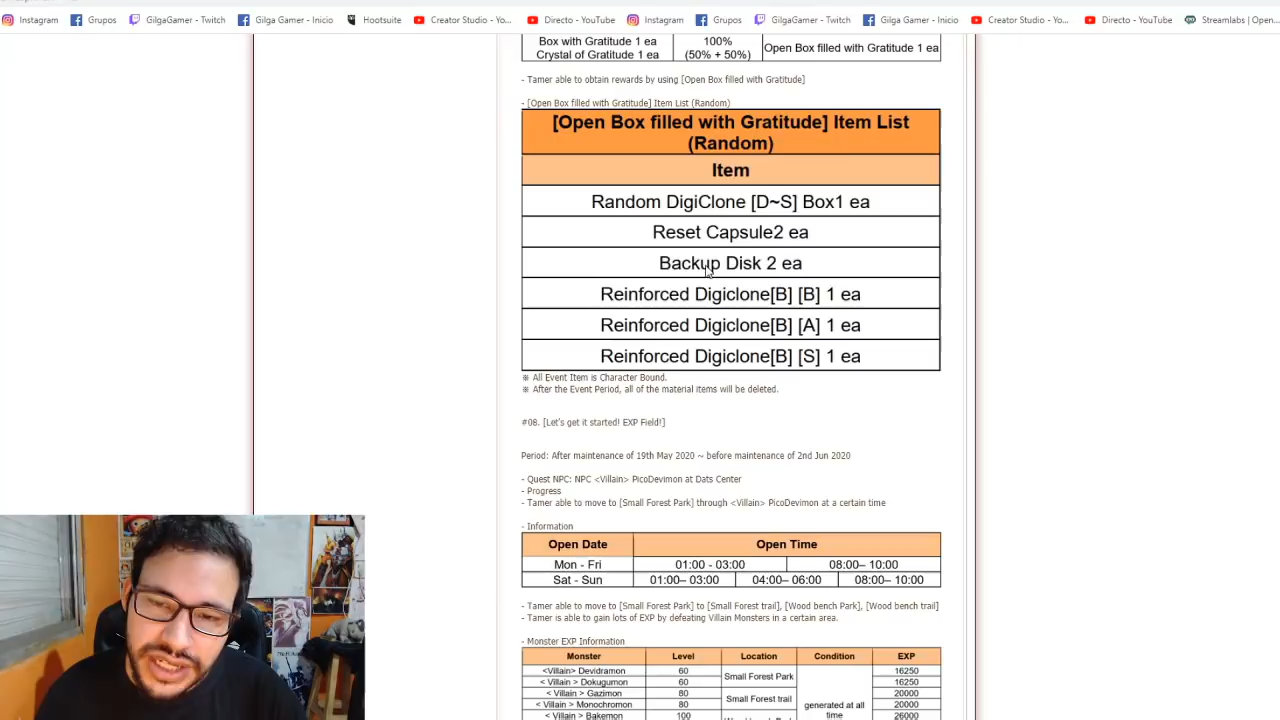 Instagram Grupos GilgaGamer - Twitch Gilga Gamer - Inicio Hootsuite Creator Studio - Yo... Directo - YouTube Instagram Grupos GilgaGamer - Twitch Gilga Gamer - Inicio Creator Studio - Yo... Directo - YouTube Streamlabs | Open...
Box with Gratitude 1 ea
Crystal of Gratitude 1 ea
100%
(50% + 50%)
Open Box filled with Gratitude 1 ea
- Tamer able to obtain rewards by using [Open Box filled with Gratitude]
- [Open Box filled with Gratitude] Item List (Random)
[Open Box filled with Gratitude] Item List
(Random)
Item
Random DigiClone [D~S] Box1 ea
Reset Capsule2 ea
Backup Disk 2 ea
Reinforced Digiclone[B] [B] 1 ea
Reinforced Digiclone[B] [A] 1 ea
Reinforced Digiclone[B] [S] 1 ea
※ All Event Item is Character Bound.
※ After the Event Period, all of the material items will be deleted.
#08. [Let's get it started! EXP Field!]
Period: After maintenance of 19th May 2020 ~ before maintenance of 2nd Jun 2020
- Quest NPC: NPC <Villain> PicoDevimon at Dats Center
- Progress
- Tamer able to move to [Small Forest Park] through <Villain> PicoDevimon at a certain time
- Information
Open Date Open Time
Mon - Fri 01:00 - 03:00 08:00– 10:00
Sat - Sun 01:00– 03:00 04:00– 06:00 08:00– 10:00
- Tamer able to move to [Small Forest Park] to [Small Forest trail], [Wood bench Park], [Wood bench trail]
- Tamer is able to gain lots of EXP by defeating Villain Monsters in a certain area.
- Monster EXP Information
Monster Level Location Condition EXP
<Villain> Devidramon 60 Small Forest Park 16250
< Villain > Dokugumon 60 16250
< Villain > Gazimon 80 Small Forest trail 20000
< Villain > Monochromon 80 generated at all time 20000
< Villain > Bakemon 100 26000